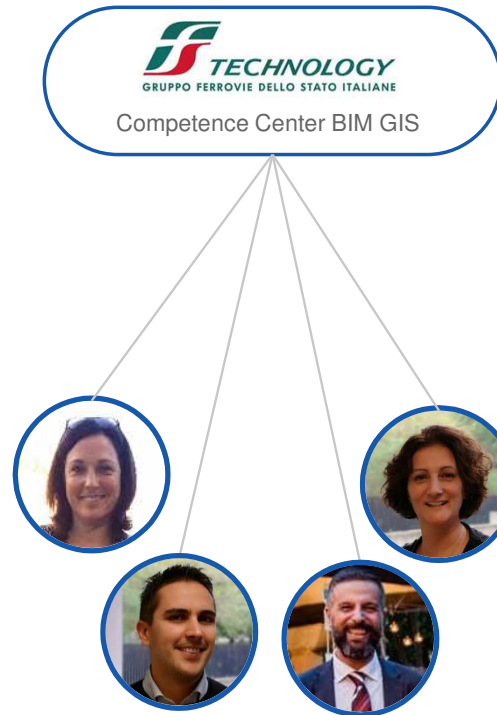 TECHNOLOGY
GRUPPO FERROVIE DELLO STATO ITALIANE
Competence Center BIM GIS